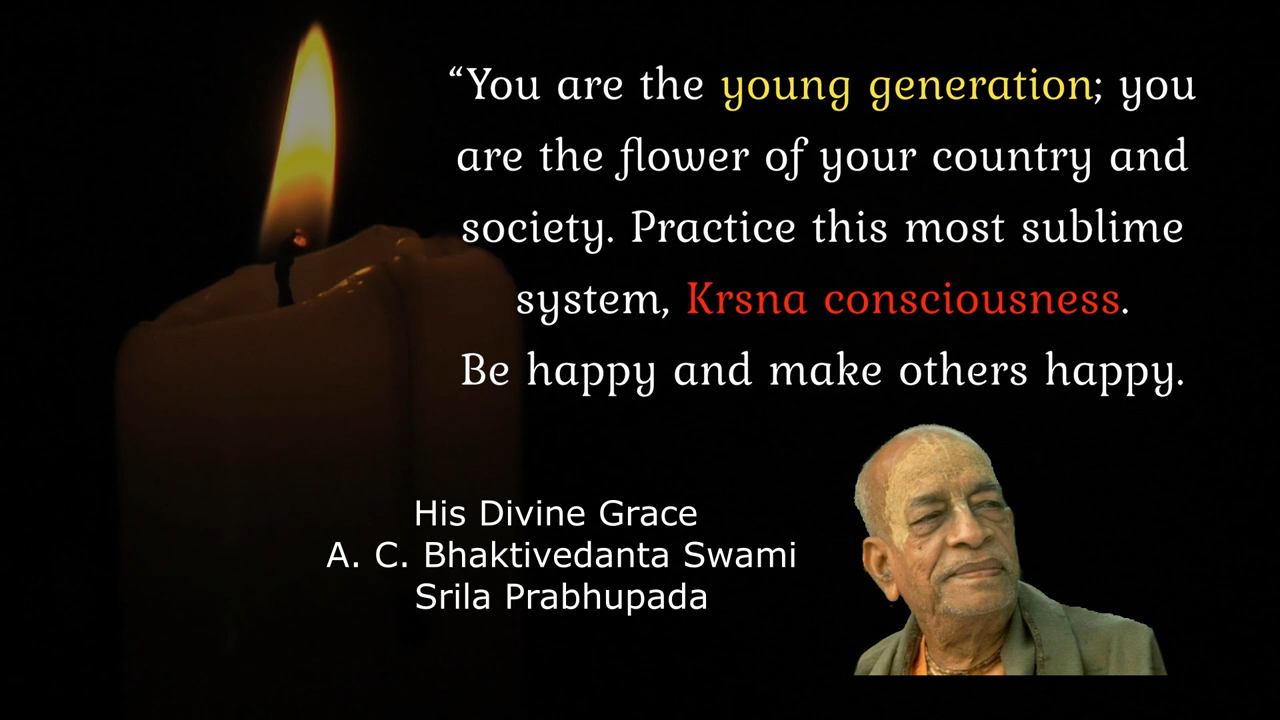 “You are the young generation; you
are the flower of your country and
society. Practice this most sublime
system, Krsna consciousness.
Be happy and make others happy.
His Divine Grace
A. C. Bhaktivedanta Swami
Srila Prabhupada